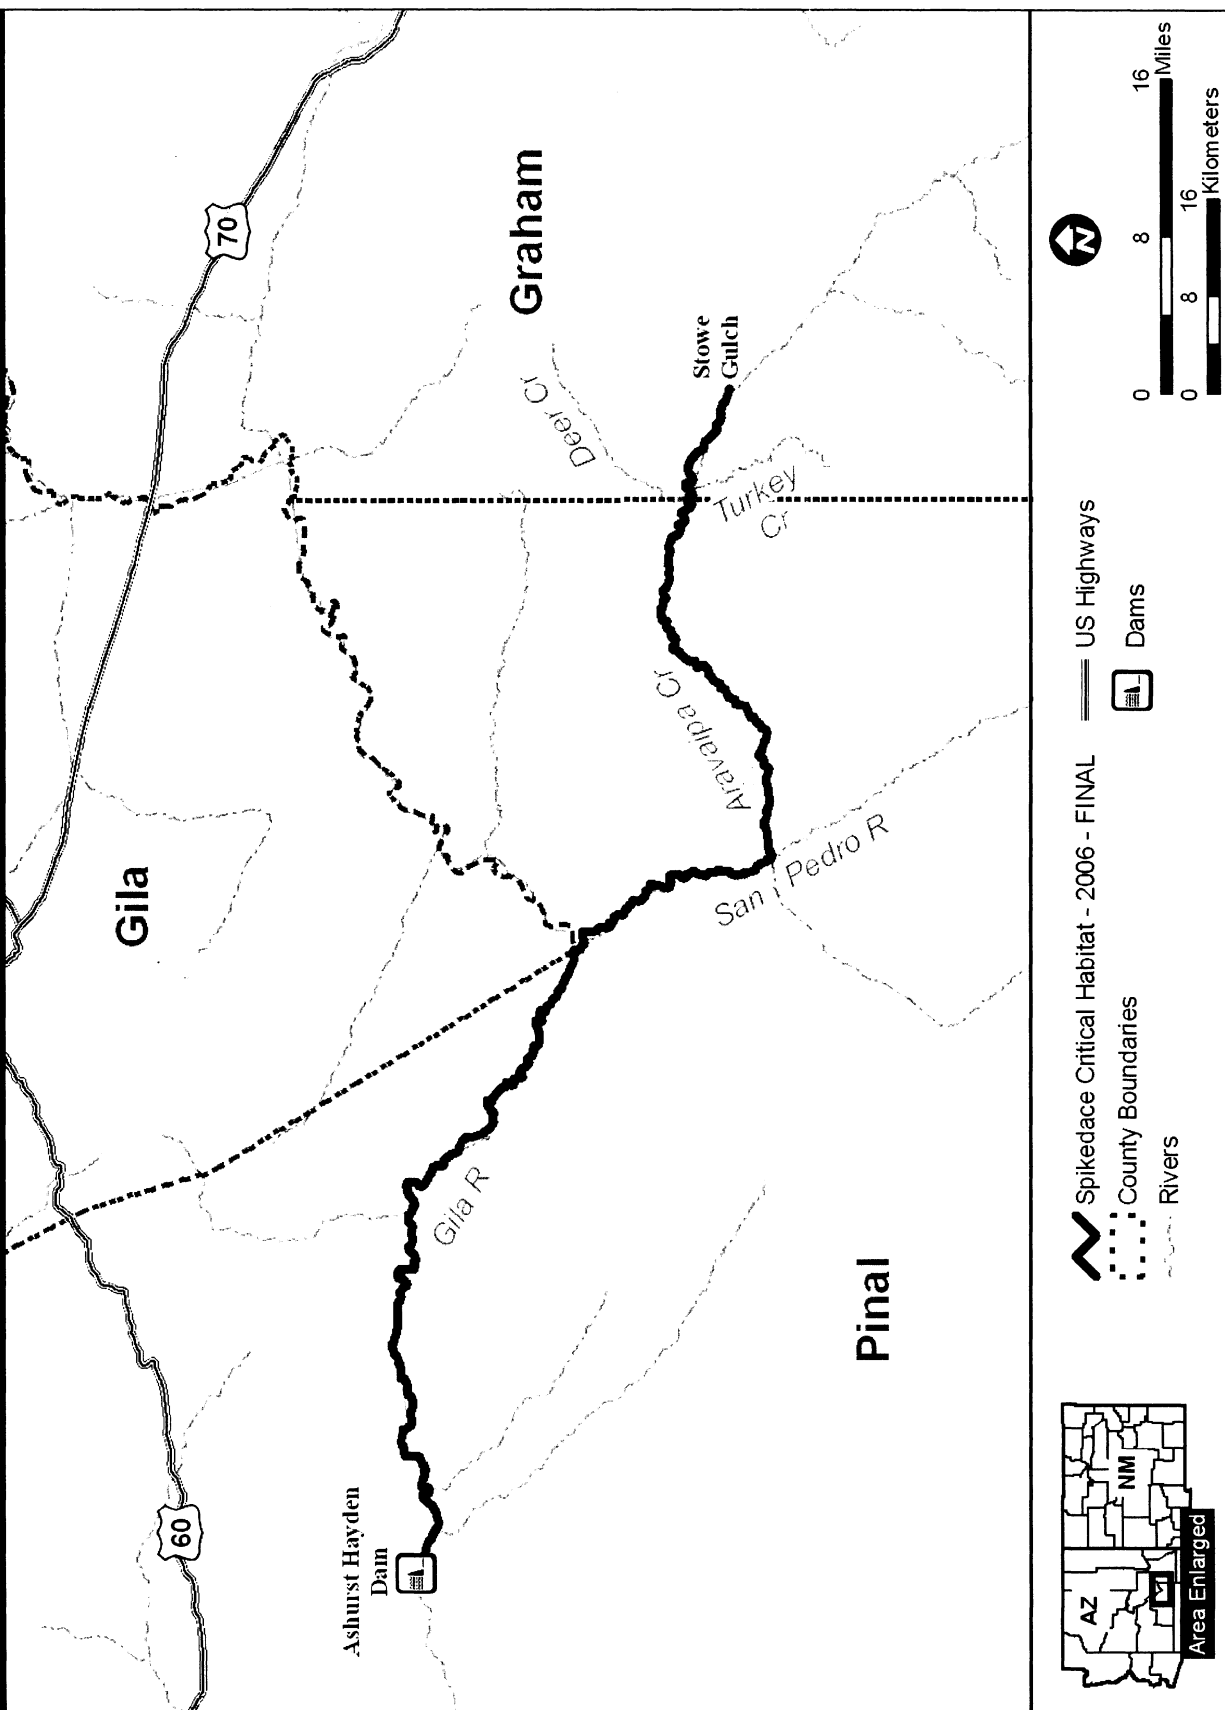 60
70
Gila
Graham
Pinal
Ashurst Hayden
Dam
Gila R
San Pedro R
Aravaipa Cr
Deer Cr
Turkey
Cr
Stowe
Gulch
AZ
NM
Area Enlarged
Spikedace Critical Habitat - 2006 - FINAL
County Boundaries
Rivers
US Highways
Dams
N
0 8 16
Miles
0 8 16
Kilometers